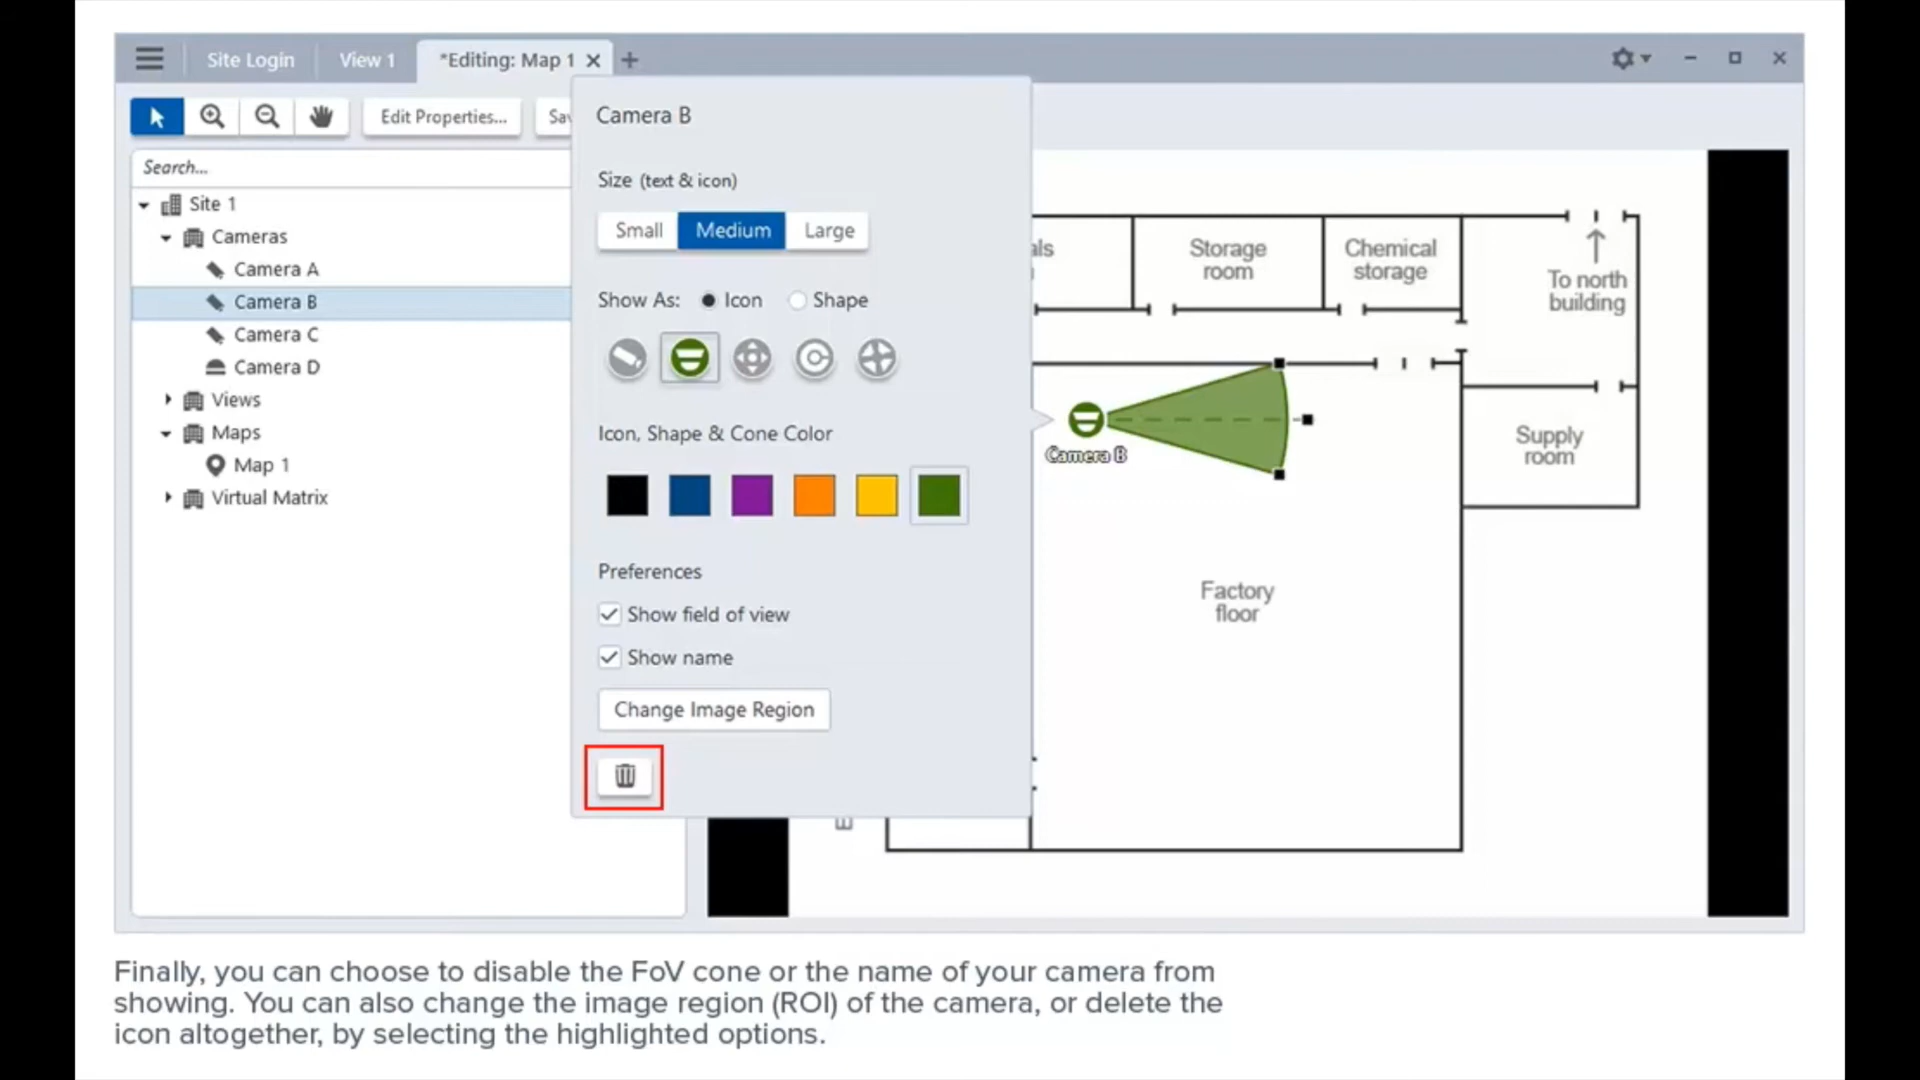 Site Login
View 1
*Editing: Map 1
Edit Properties...
Search...
Site 1
Cameras
Camera A
Camera B
Camera C
Camera D
Views
Maps
Map 1
Virtual Matrix
Camera B
Size (text & icon)
Small
Medium
Large
Show As:
Icon
Shape
Icon, Shape & Cone Color
Preferences
Show field of view
Show name
Change Image Region
Storage
room
Chemical
storage
To north
building
Camera B
Supply
room
Factory
floor
Finally, you can choose to disable the FoV cone or the name of your camera from
showing. You can also change the image region (ROI) of the camera, or delete the
icon altogether, by selecting the highlighted options.